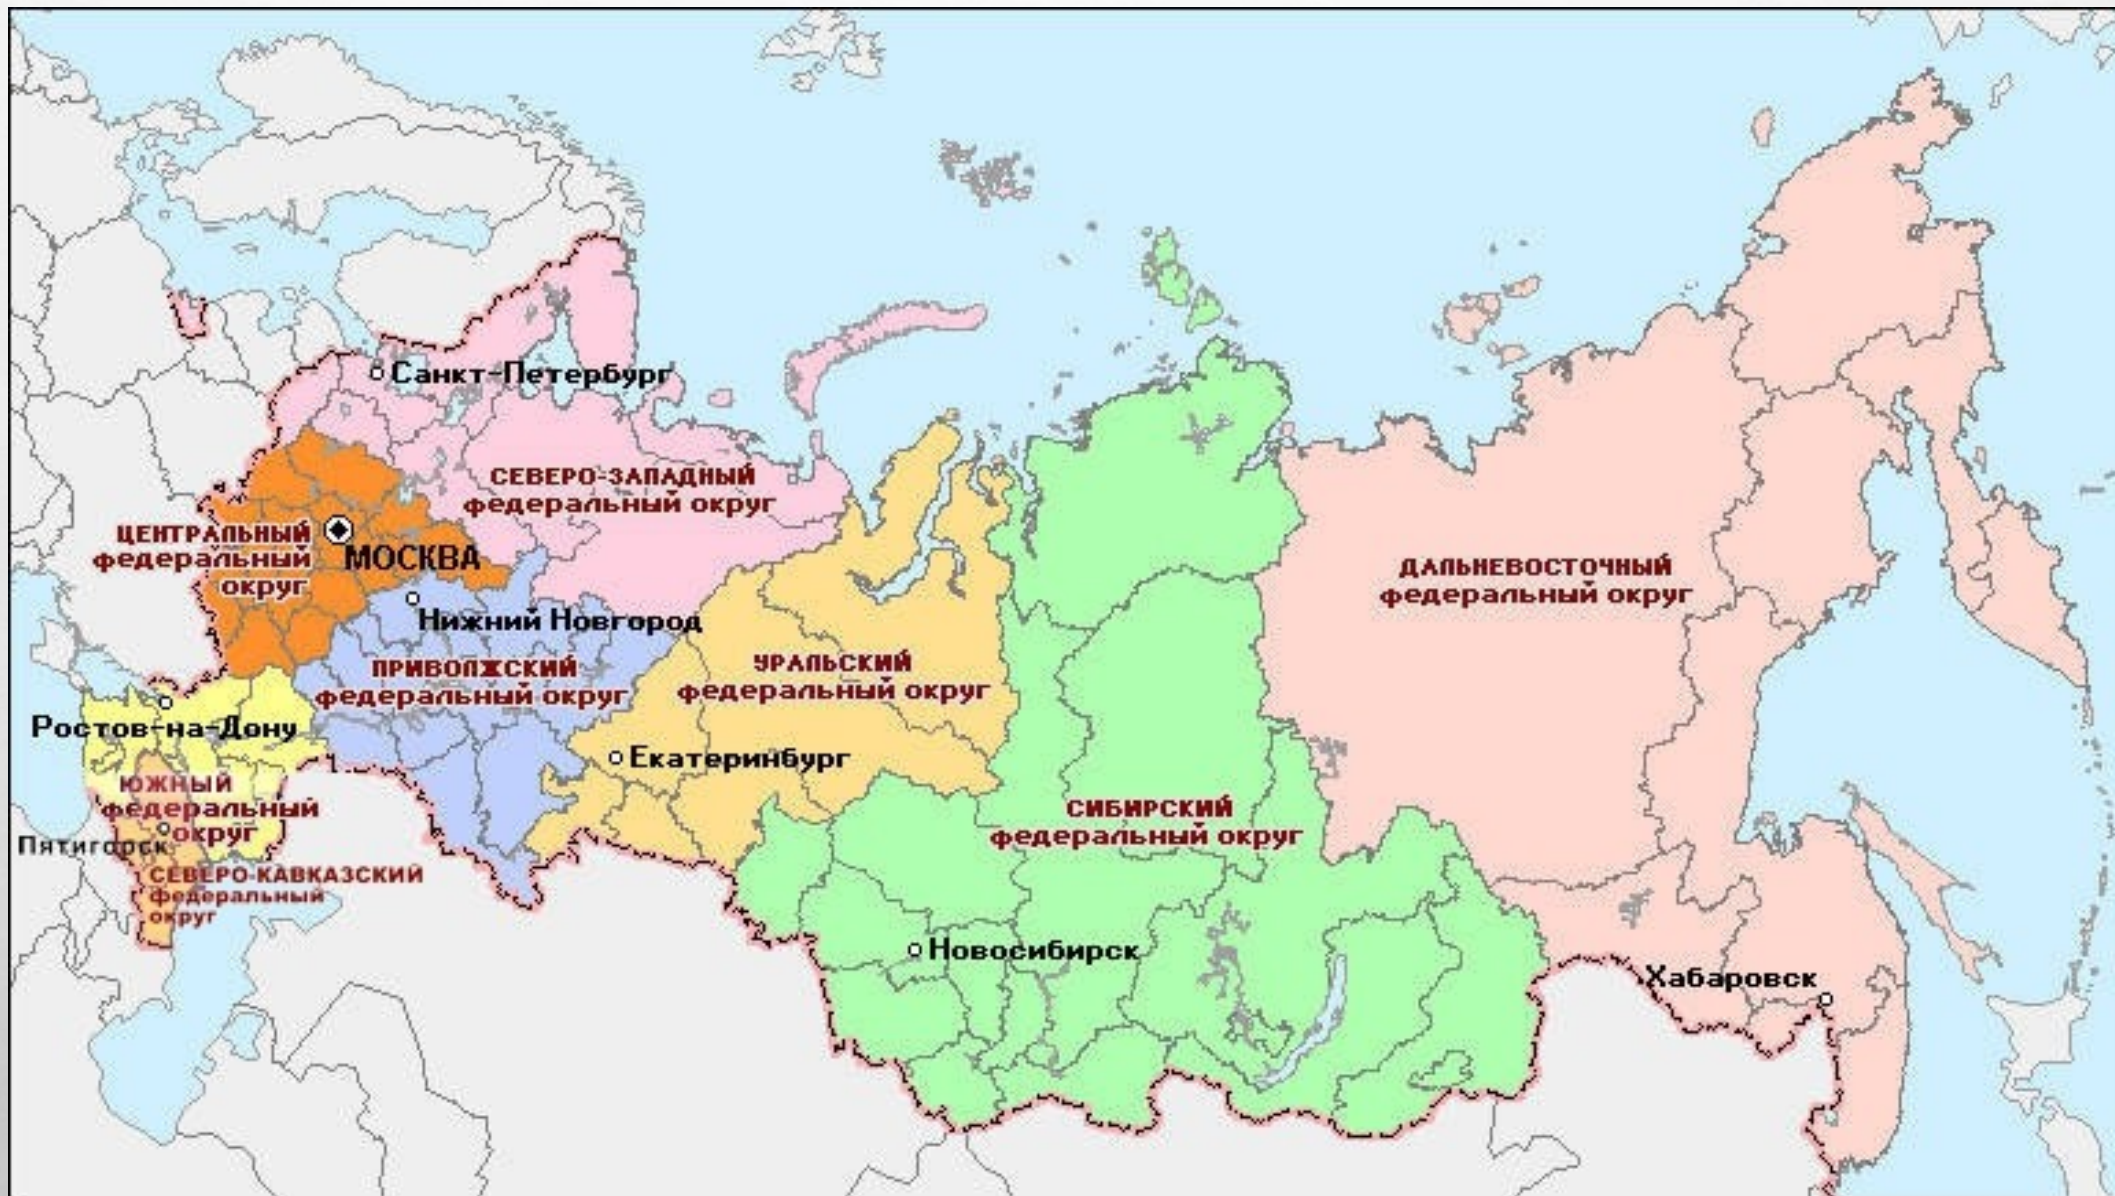 Санкт-Петербург
СЕВЕРО-ЗАПАДНЫЙ
федеральный округ
ЦЕНТРАЛЬНЫЙ
федеральный
округ
МОСКВА
ДАЛЬНЕВОСТОЧНЫЙ
федеральный округ
Нижний Новгород
ПРИВОЛЖСКИЙ
федеральный округ
УРАЛЬСКИЙ
федеральный округ
Ростов-на-Дону
Екатеринбург
ЮЖНЫЙ
федеральный
округ
СИБИРСКИЙ
федеральный округ
Пятигорск
СЕВЕРО-КАВКАЗСКИЙ
федеральный
округ
Новосибирск
Хабаровск